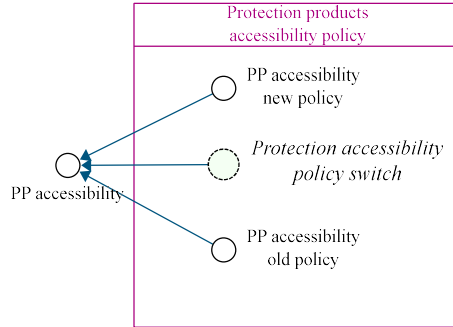 Protection products
accessibility policy
PP accessibility
new policy
Protection accessibility
policy switch
PP accessibility
PP accessibility
old policy